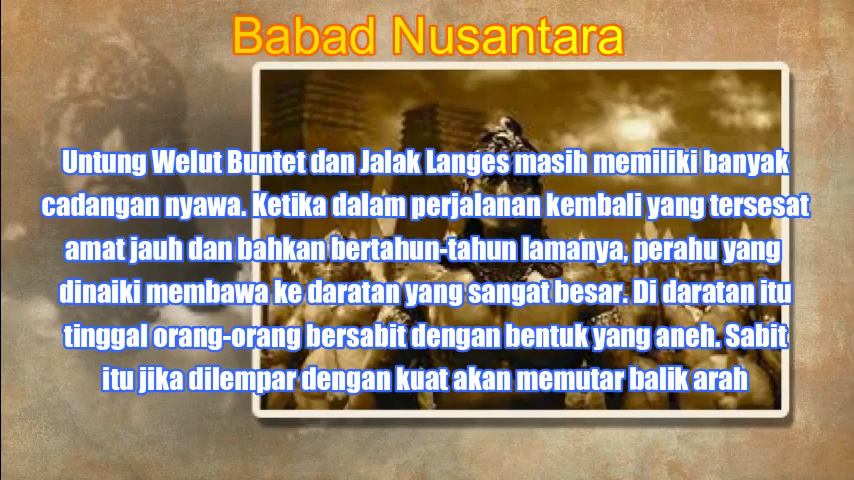 Babad Nusantara
Untung Welut Buntet dan Jalak Langes masih memiliki banyak
cadangan nyawa. Ketika dalam perjalanan kembali yang tersesat
amat jauh dan bahkan bertahun-tahun lamanya, perahu yang
dinaiki membawa ke daratan yang sangat besar. Di daratan itu
tinggal orang-orang bersabit dengan bentuk yang aneh. Sabit
itu jika dilempar dengan kuat akan memutar balik arah